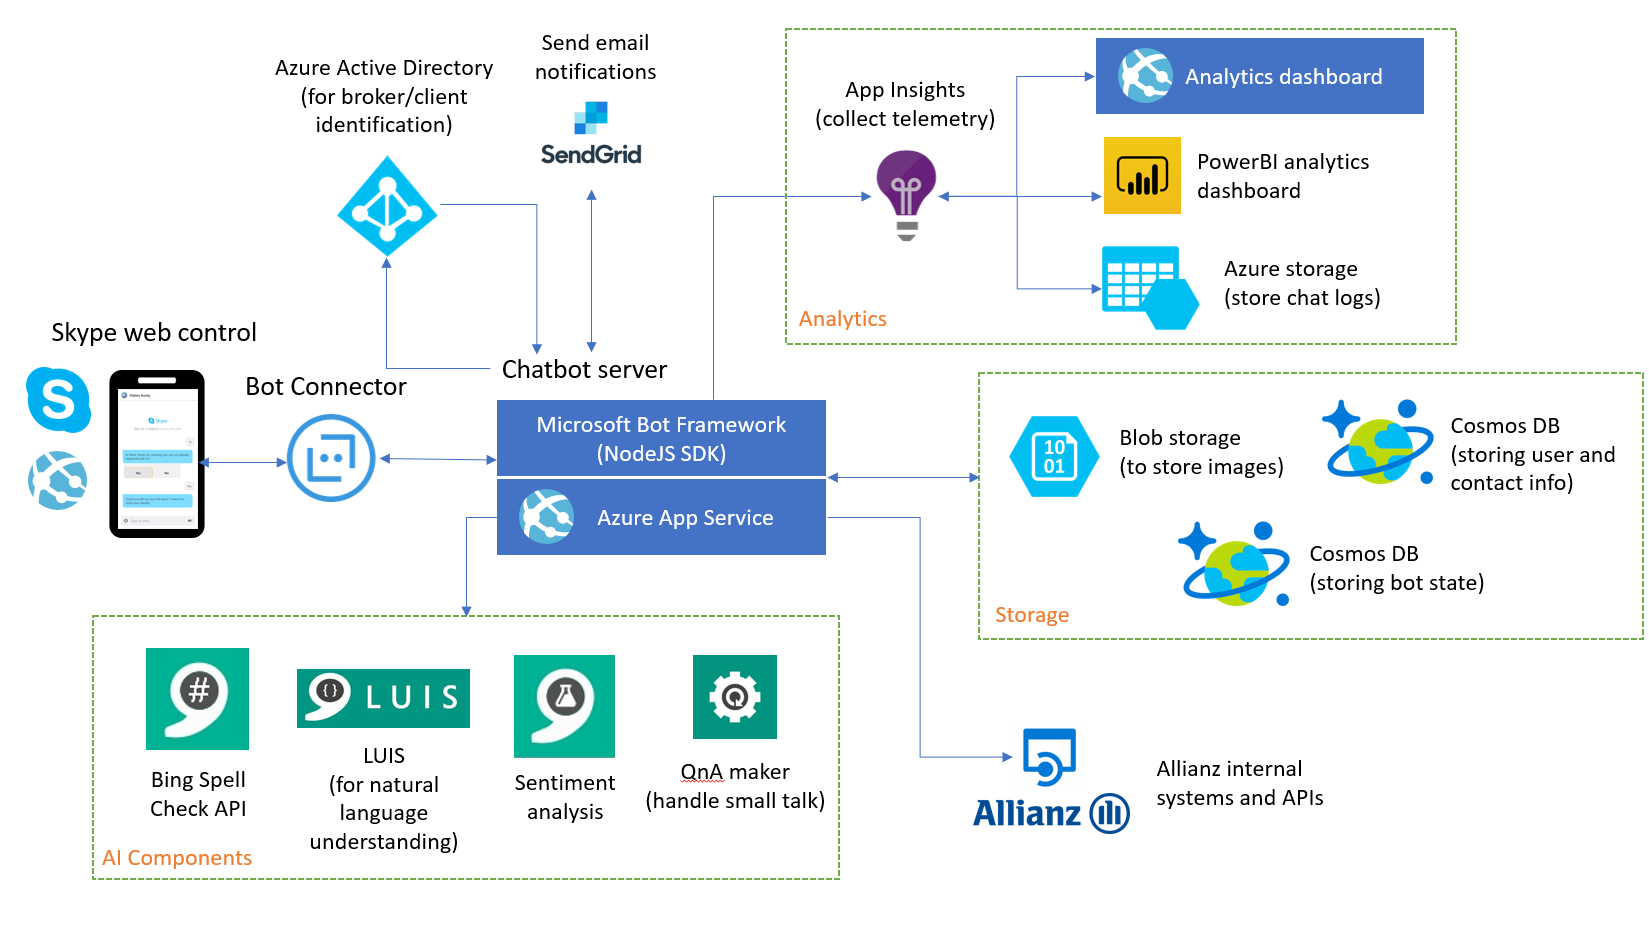 Send email
notifications
SendGrid
Azure Active Directory
(for broker/client
identification)
App Insights
(collect telemetry)
Analytics dashboard
PowerBI analytics
dashboard
Azure storage
(store chat logs)
Analytics
Skype web control
S
Bot Connector
Chatbot server
Microsoft Bot Framework
(NodeJS SDK)
Azure App Service
10
01
Blob storage
(to store images)
Cosmos DB
(storing user and
contact info)
Cosmos DB
(storing bot state)
Storage
#
{} LUIS
Bing Spell
Check API
LUIS
(for natural
language
understanding)
Sentiment
analysis
QnA maker
(handle small talk)
AI Components
Allianz
Allianz internal
systems and APIs